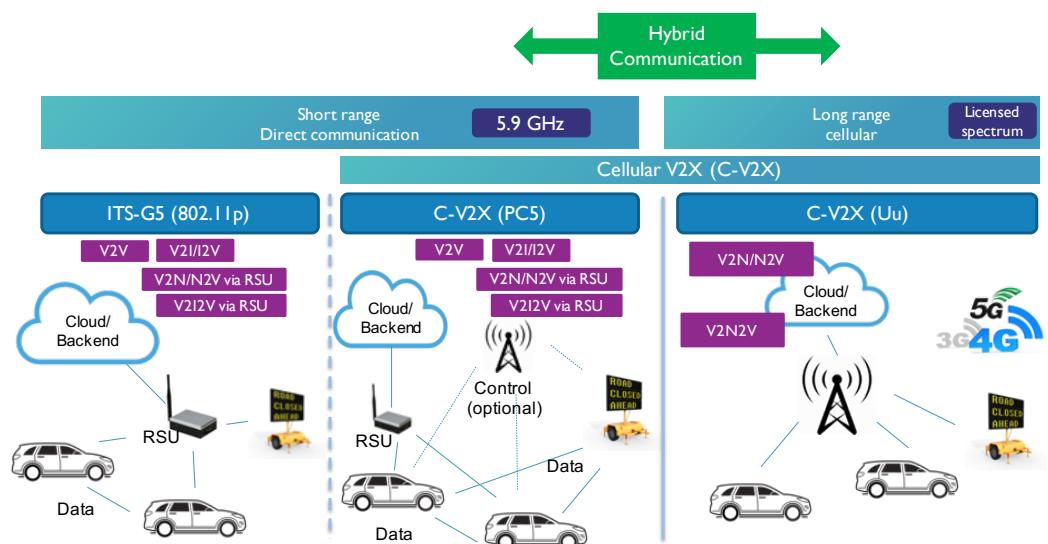 Hybrid
Communication
Short range
Direct communication
5.9 GHz
Long range
cellular
Licensed
spectrum
Cellular V2X (C-V2X)
ITS-G5 (802.11p)
C-V2X (PC5)
C-V2X (Uu)
V2V
V2I/I2V
V2N/N2V via RSU
V2I2V via RSU
Cloud/
Backend
RSU
ROAD
CLOSED
AHEAD
Data
V2V
V2I/I2V
V2N/N2V via RSU
V2I2V via RSU
Cloud/
Backend
Control
(optional)
RSU
ROAD
CLOSED
AHEAD
Data
Data
V2N/N2V
Cloud/
Backend
V2N2V
5G
3G4G
ROAD
CLOSED
AHEAD